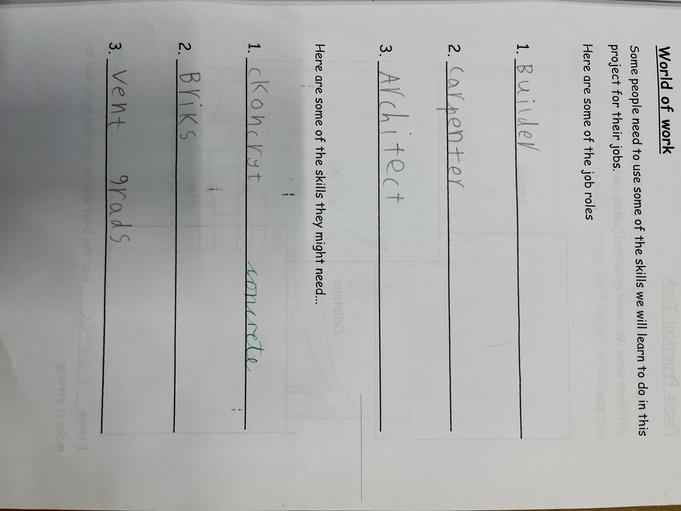 World of work
Some people need to use some of the skills we will learn to do in this
project for their jobs.
Here are some of the job roles
1. Builder
2. Carpenter
3. Architect
Here are some of the skills they might need...
1. ckoncryt concrete
2. Briks
3. Vent grads